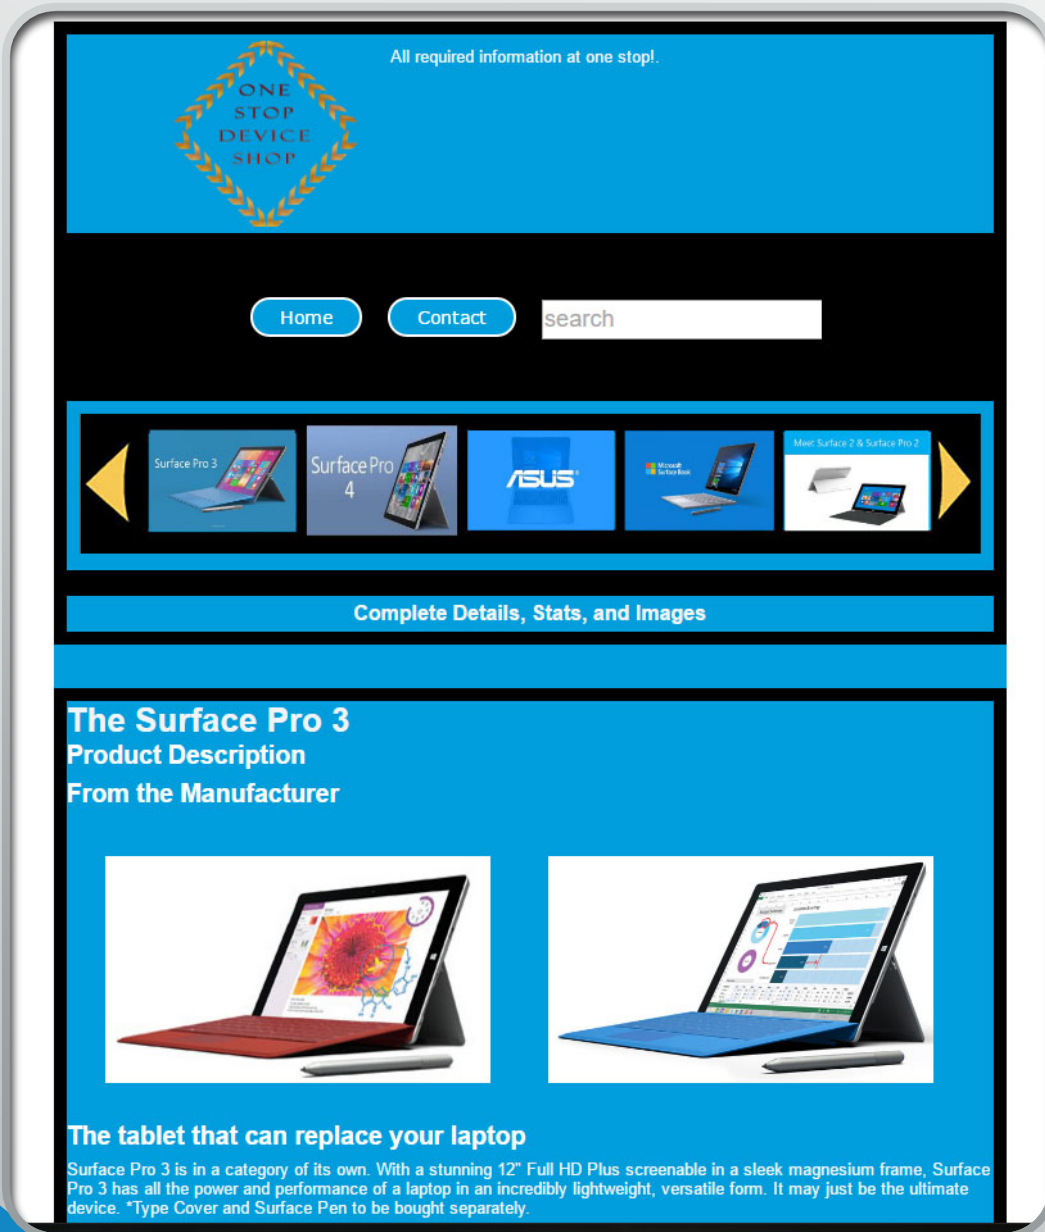 ONE
STOP
DEVICE
SHOP
All required information at one stop!.
Home
Contact
search
Surface Pro 3
Surface Pro
4
ASUS
Microsoft
Surface Book
Meet Surface 2 & Surface Pro 2
Complete Details, Stats, and Images
The Surface Pro 3
Product Description
From the Manufacturer
The tablet that can replace your laptop
Surface Pro 3 is in a category of its own. With a stunning 12" Full HD Plus screenable in a sleek magnesium frame, Surface
Pro 3 has all the power and performance of a laptop in an incredibly lightweight, versatile form. It may just be the ultimate
device. *Type Cover and Surface Pen to be bought separately.